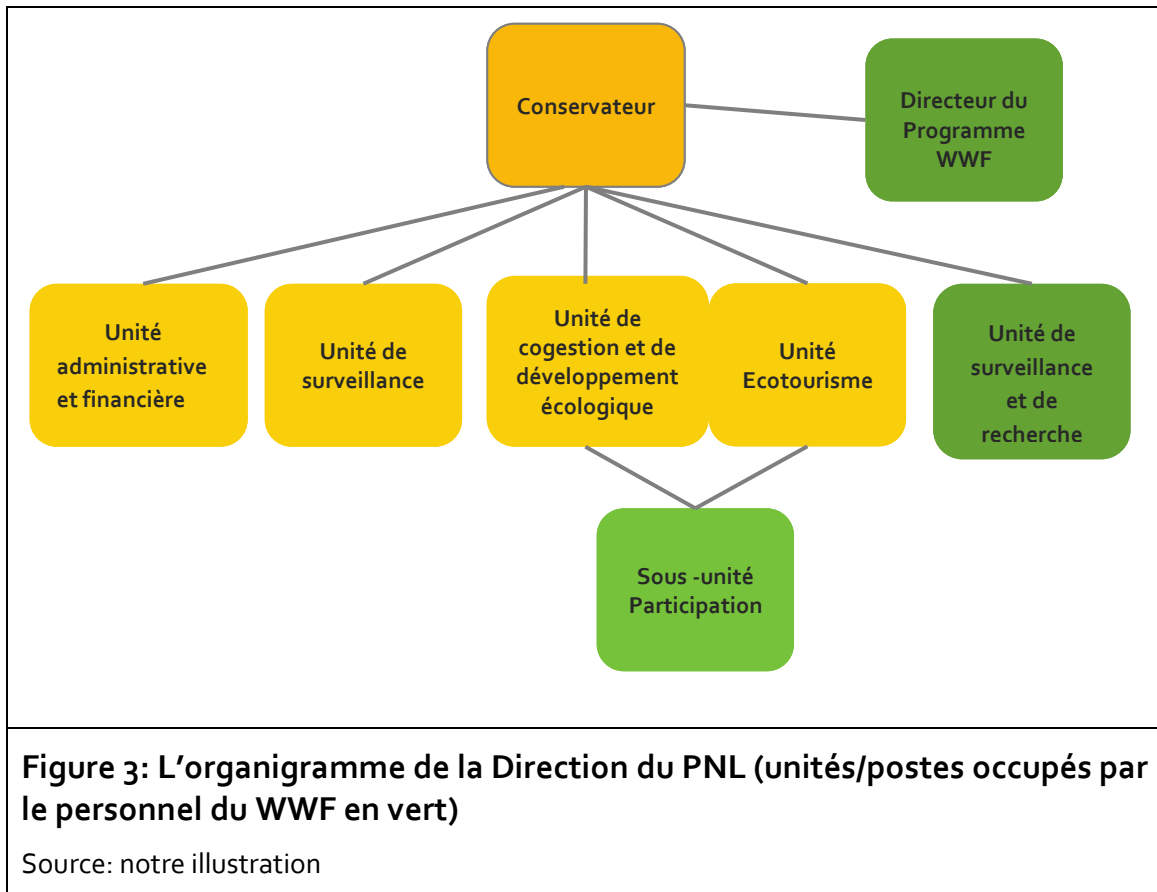 Conservateur
Directeur du
Programme
WWF
Unité
administrative
et financière
Unité de
surveillance
Unité de
cogestion et de
développement
écologique
Unité
Ecotourisme
Unité de
surveillance
et de
recherche
Sous -unité
Participation
Figure 3: L’organigramme de la Direction du PNL (unités/postes occupés par
le personnel du WWF en vert)
Source: notre illustration